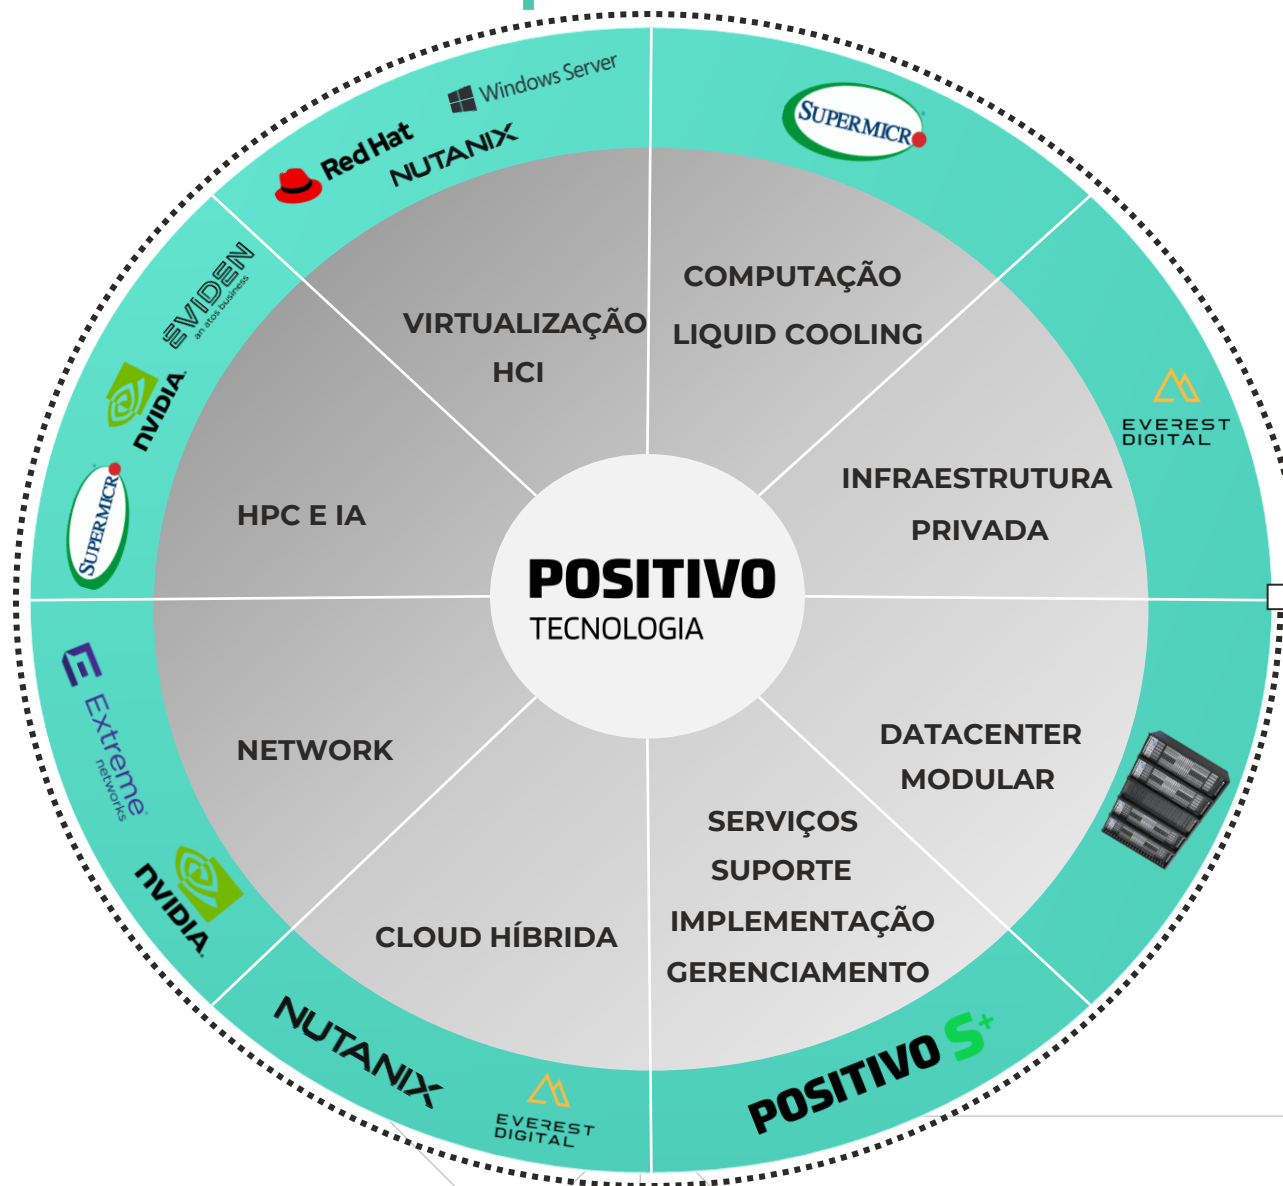 Windows Server
Red Hat
NUTANIX
SUPERMICR
EVIDEN
an atos business
NVIDIA.
SUPERMICR
EVEREST
DIGITAL
Extreme
networks
NVIDIA.
NUTANIX
EVEREST
DIGITAL
POSITIVO S+
VIRTUALIZAÇÃO
HCI
COMPUTAÇÃO
LIQUID COOLING
INFRAESTRUTURA
PRIVADA
HPC E IA
POSITIVO
TECNOLOGIA
NETWORK
DATACENTER
MODULAR
SERVIÇOS
SUPORTE
IMPLEMENTAÇÃO
GERENCIAMENTO
CLOUD HÍBRIDA